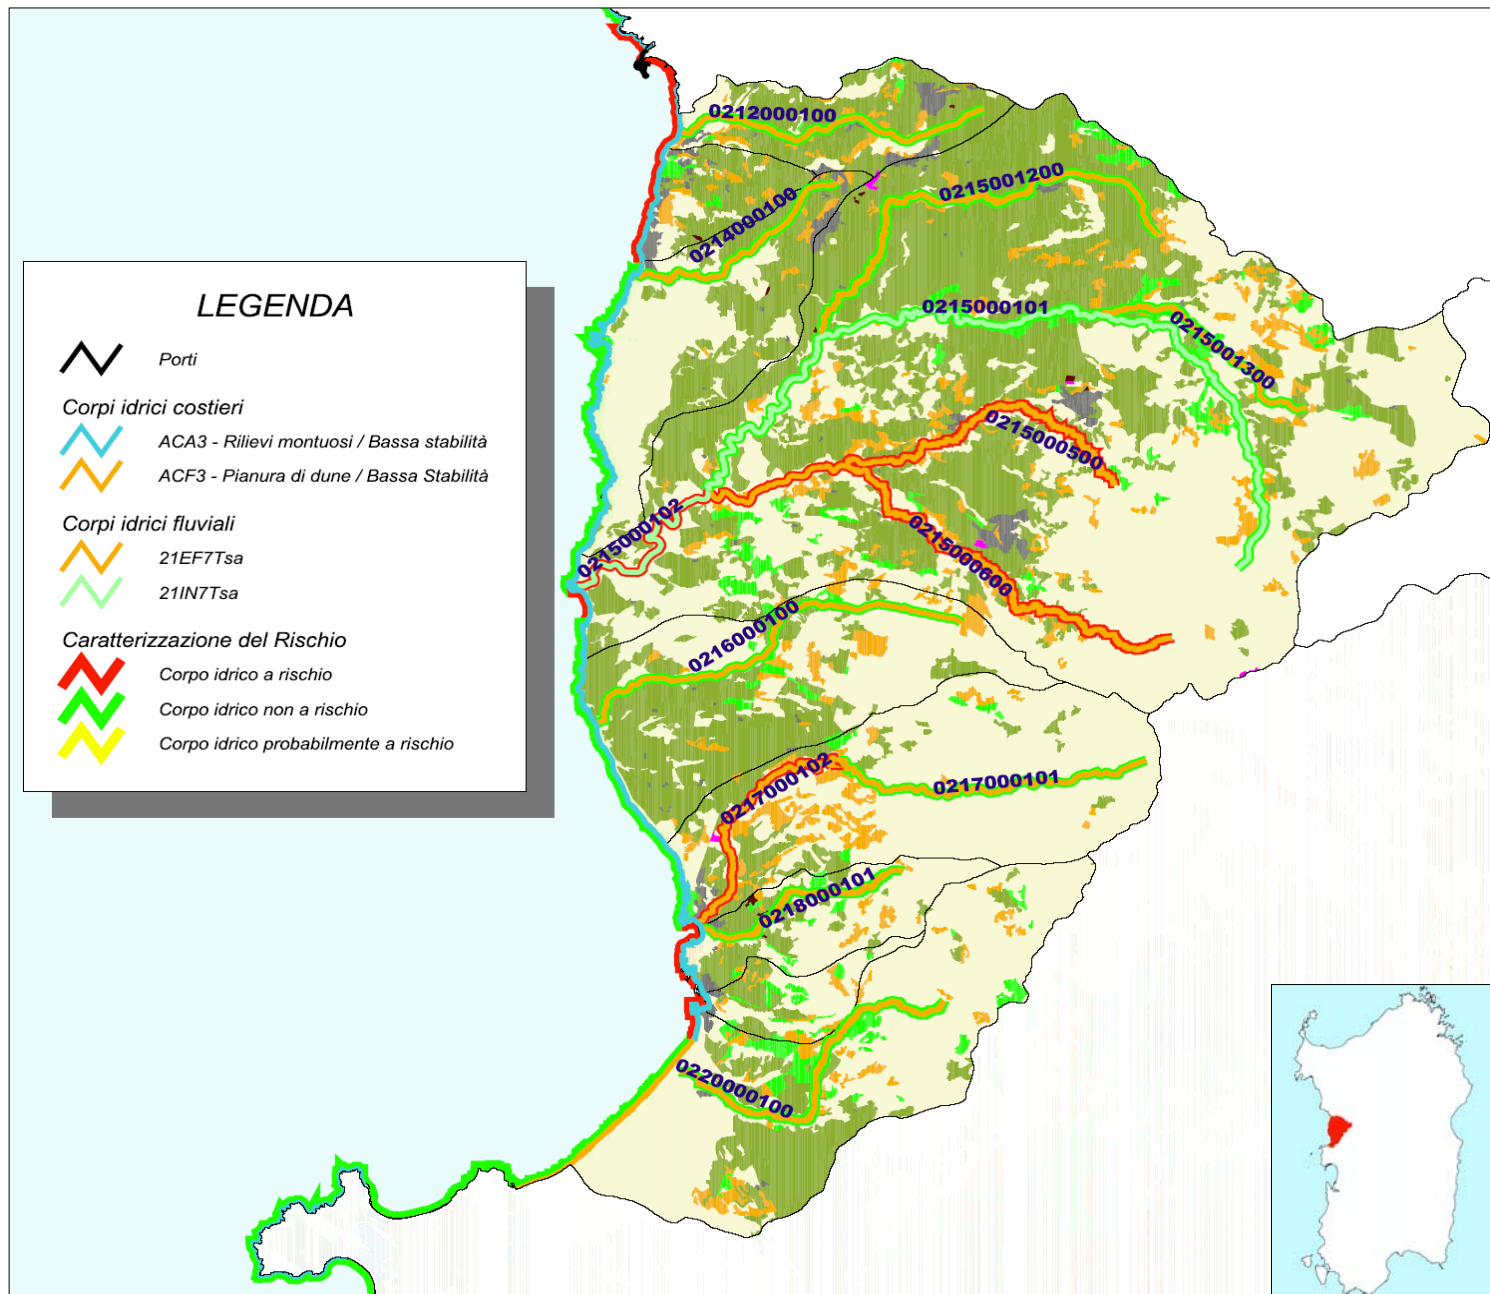 0212000100
0215001200
0214000100
LEGENDA
Porti
Corpi idrici costieri
ACA3 - Rilievi montuosi / Bassa stabilità
ACF3 - Pianura di dune / Bassa Stabilità
Corpi idrici fluviali
21EF7Tsa
21IN7Tsa
Caratterizzazione del Rischio
Corpo idrico a rischio
Corpo idrico non a rischio
Corpo idrico probabilmente a rischio
0215000101
0215001300
0215000500
0215000102
0215000600
0216000100
0217000102
0217000101
0218000101
0220000100